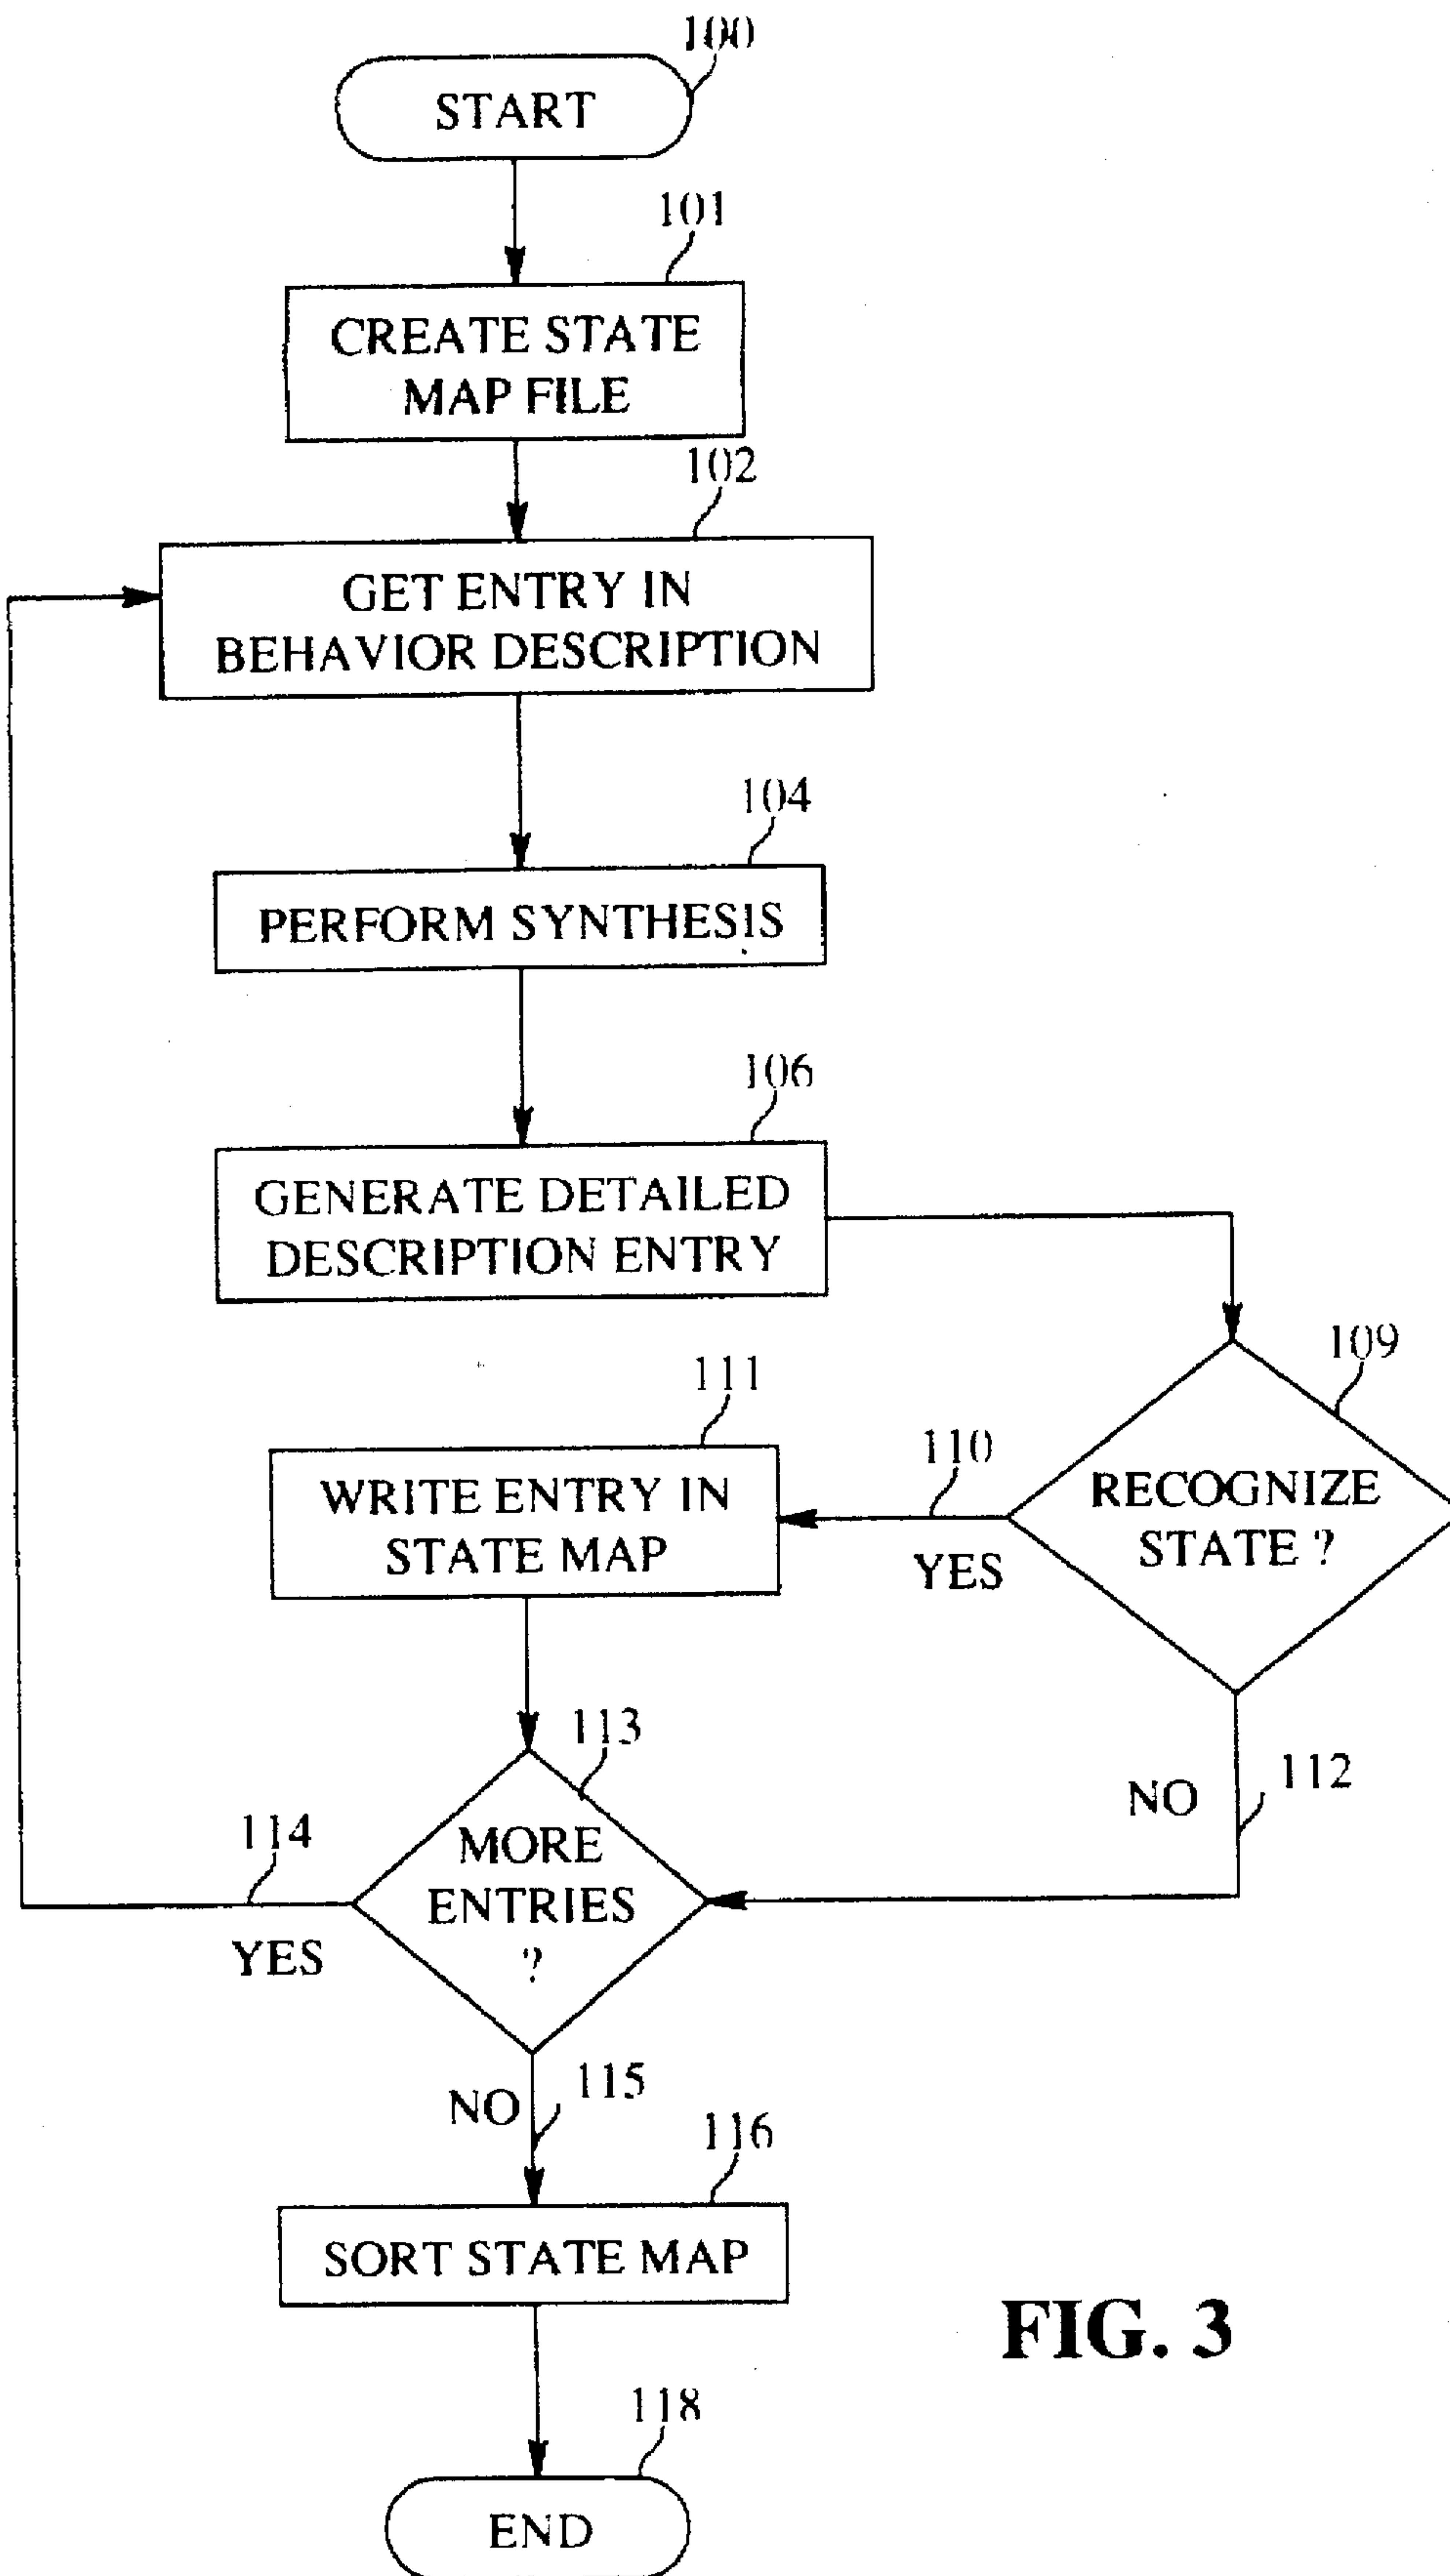 100
START
101
CREATE STATE
MAP FILE
102
GET ENTRY IN
BEHAVIOR DESCRIPTION
104
PERFORM SYNTHESIS
106
GENERATE DETAILED
DESCRIPTION ENTRY
109
RECOGNIZE
STATE ?
110
YES
111
WRITE ENTRY IN
STATE MAP
112
NO
113
MORE
ENTRIES
?
114
YES
115
NO
116
SORT STATE MAP
118
END
FIG. 3